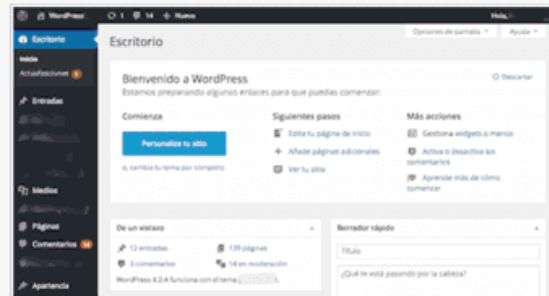 WordPress 1 14 + Nuevo Hola,
Escritorio
Inicio
Actualizaciones
Entradas
Medios
Páginas
Comentarios 14
Apariencia
Escritorio
Opciones de pantalla Ayuda
Bienvenido a WordPress
Descartar
Estamos preparando algunos enlaces para que puedas comenzar:
Comienza
Personaliza tu sitio
o, cambia tu tema por completo
Siguientes pasos
Edita tu página de inicio
+ Añade páginas adicionales
Ver tu sitio
Más acciones
Gestiona widgets o menús
Activa o desactiva los
comentarios
Aprende más de cómo
comenzar
De un vistazo
12 entradas 139 páginas
3 comentarios 14 en moderación
WordPress 4.2.4 funciona con el tema
Borrador rápido
Título
¿Qué te está pasando por la cabeza?